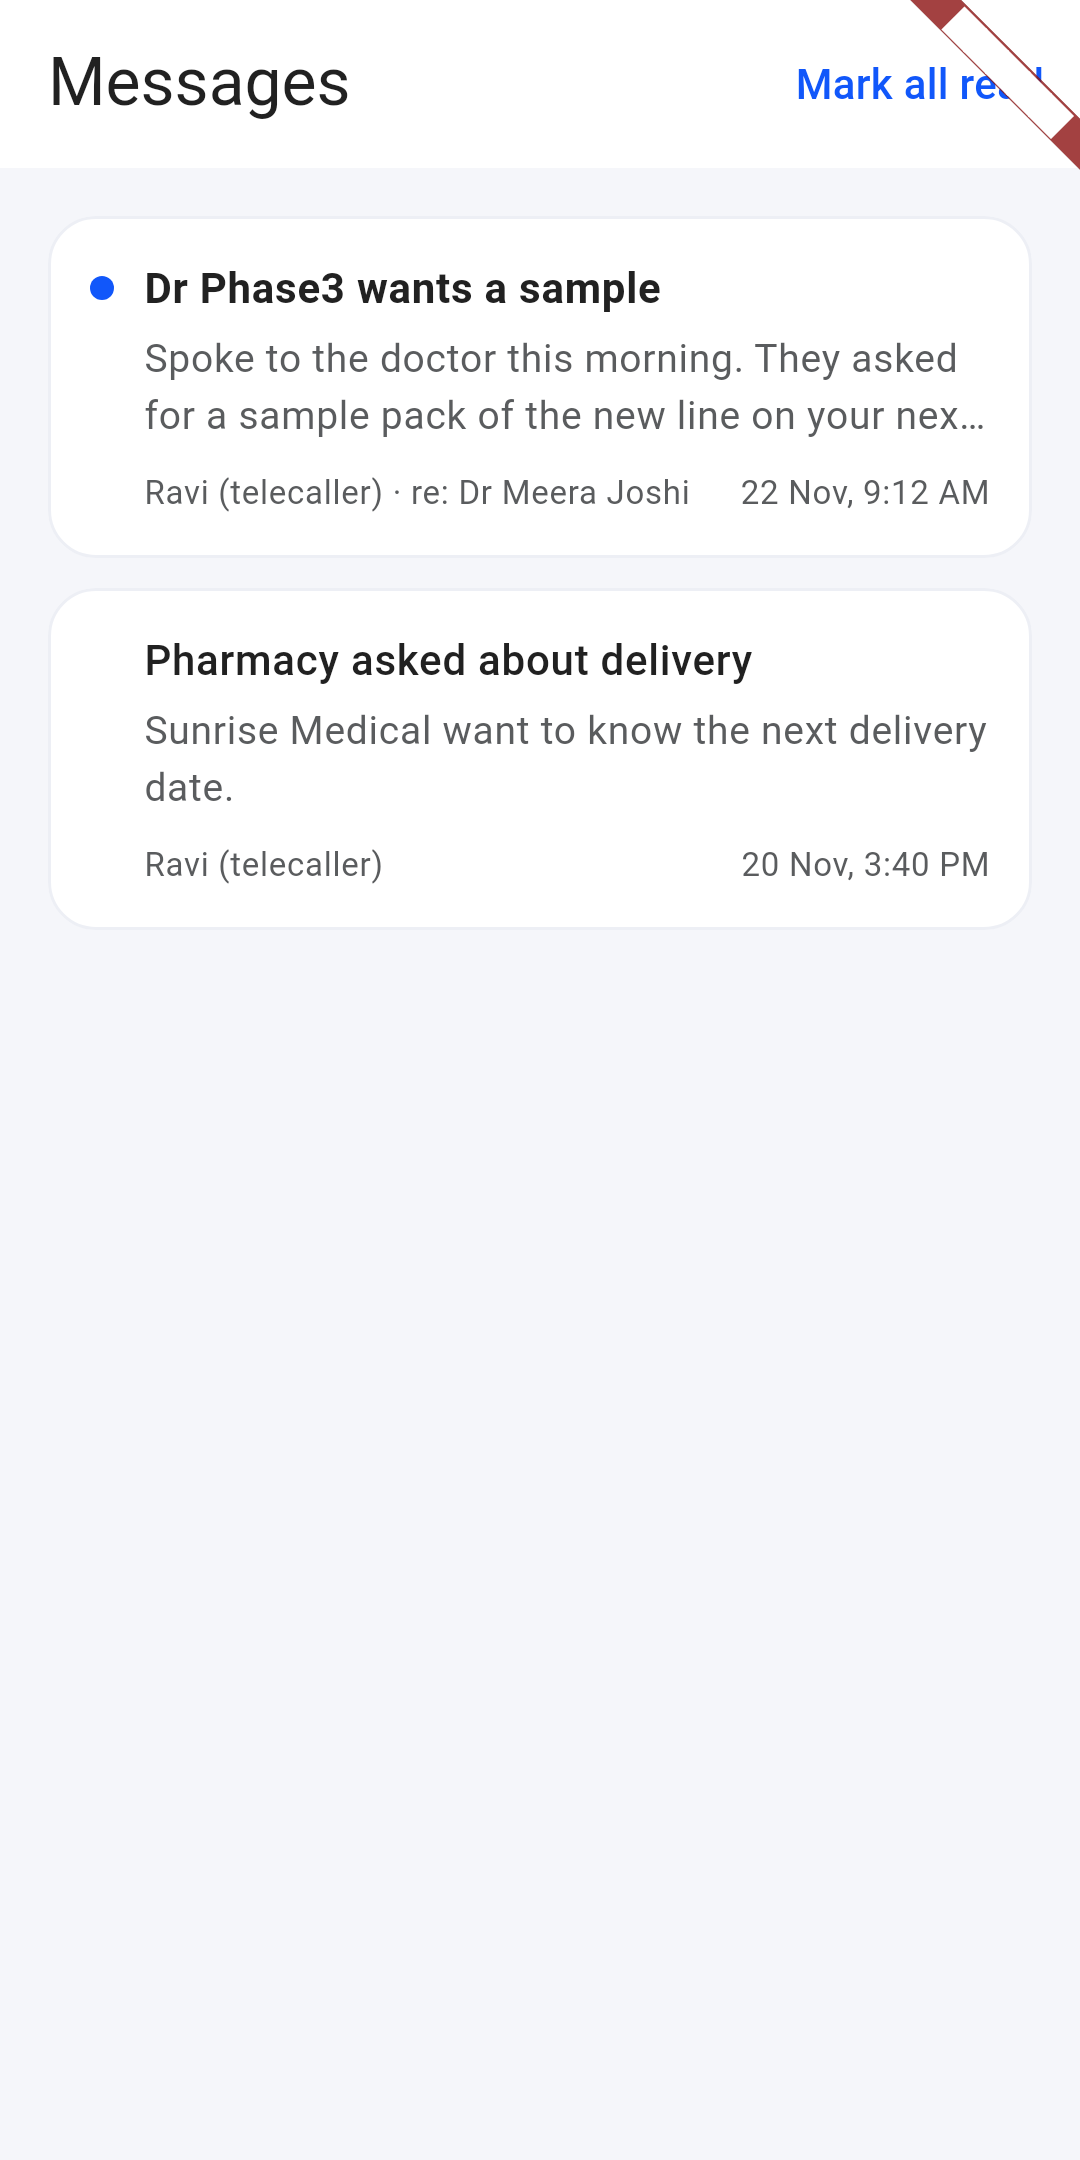 Messages
Mark all
Dr Phase3 wants a sample
Spoke to the doctor this morning. They asked
for a sample pack of the new line on your nex…
Ravi (telecaller) · re: Dr Meera Joshi 22 Nov, 9:12 AM
Pharmacy asked about delivery
Sunrise Medical want to know the next delivery
date.
Ravi (telecaller) 20 Nov, 3:40 PM